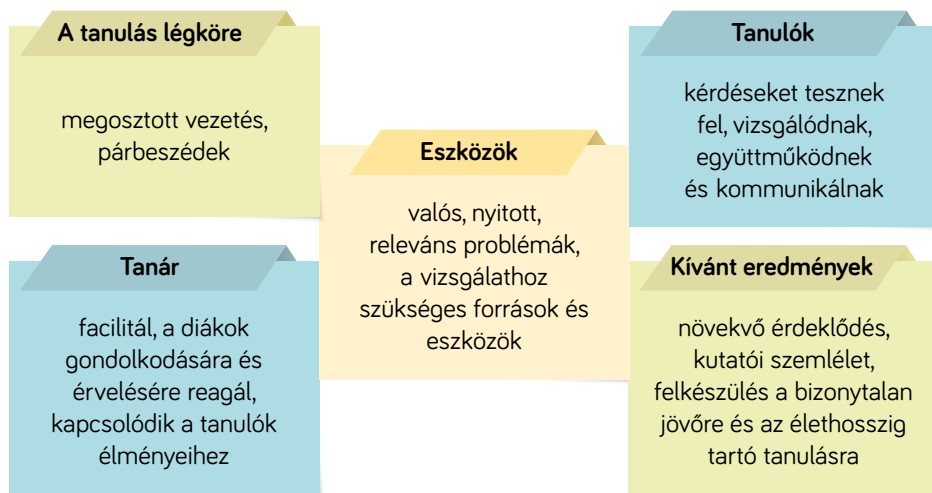 A tanulás légköre
megosztott vezetés,
párbeszédek
Tanár
facilitál, a diákok
gondolkodására és
érvelésére reagál,
kapcsolódik a tanulók
élményeihez
Eszközök
valós, nyitott,
releváns problémák,
a vizsgálathoz
szükséges források és
eszközök
Tanulók
kérdéseket tesznek
fel, vizsgálódnak,
együttműködnek
és kommunikálnak
Kívánt eredmények
növekvő érdeklődés,
kutatói szemlélet,
felkészülés a bizonytalan
jövőre és az élethosszig
tartó tanulásra